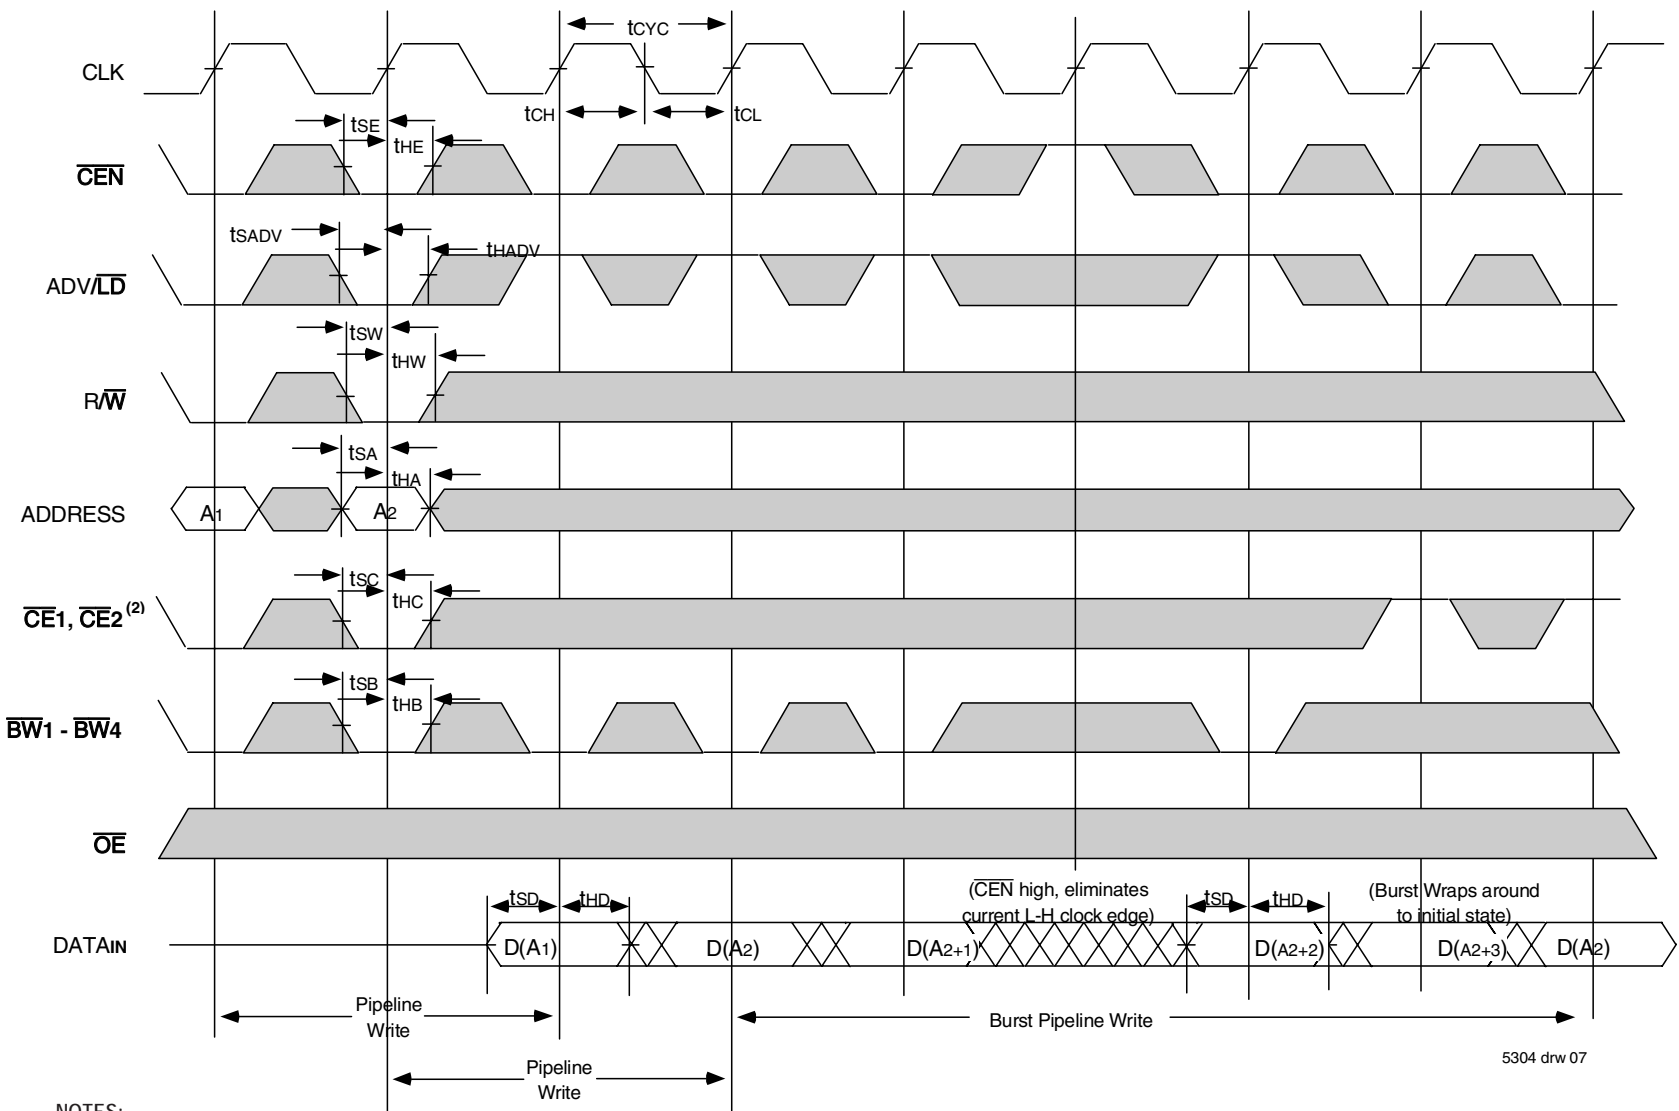 tCYC
CLK
tCH
tCL
tSE
tHE
CEN
tSADV
tHADV
ADV/LD
tSW
tHW
R/W
tSA
tHA
ADDRESS
A1
A2
tSC
tHC
CE1, CE2 (2)
tSB
tHB
BW1 - BW4
OE
(CEN high, eliminates
current L-H clock edge)
(Burst Wraps around
to initial state)
tSD
tHD
tSD
tHD
DATAIN
D(A1)
D(A2)
D(A2+1)
D(A2+2)
D(A2+3)
D(A2)
Pipeline
Write
Burst Pipeline Write
Pipeline
Write
5304 drw 07
NOTES: